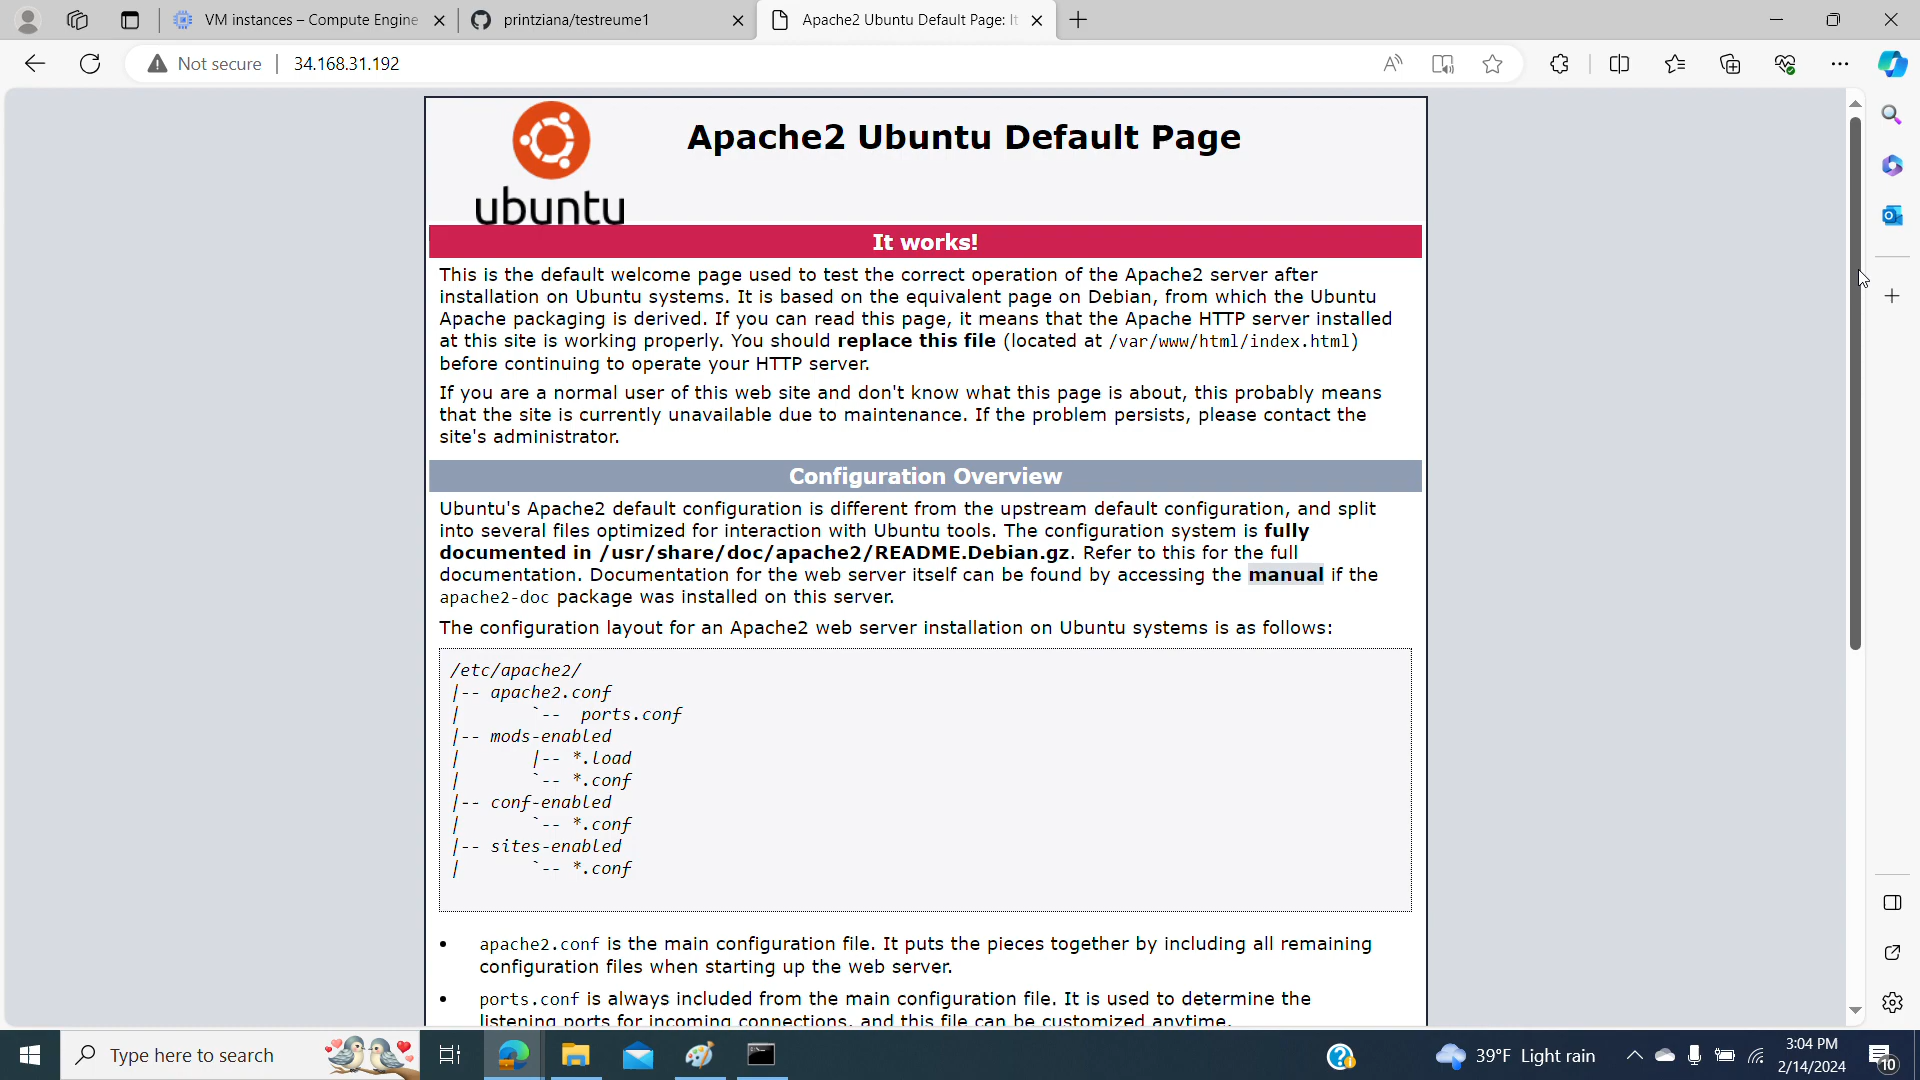 VM instances – Compute Engine
printziana/testreume1
Apache2 Ubuntu Default Page: It
Not secure
34.168.31.192
ubuntu
Apache2 Ubuntu Default Page
It works!
This is the default welcome page used to test the correct operation of the Apache2 server after
installation on Ubuntu systems. It is based on the equivalent page on Debian, from which the Ubuntu
Apache packaging is derived. If you can read this page, it means that the Apache HTTP server installed
at this site is working properly. You should replace this file (located at /var/www/html/index.html)
before continuing to operate your HTTP server.
If you are a normal user of this web site and don't know what this page is about, this probably means
that the site is currently unavailable due to maintenance. If the problem persists, please contact the
site's administrator.
Configuration Overview
Ubuntu's Apache2 default configuration is different from the upstream default configuration, and split
into several files optimized for interaction with Ubuntu tools. The configuration system is fully
documented in /usr/share/doc/apache2/README.Debian.gz. Refer to this for the full
documentation. Documentation for the web server itself can be found by accessing the manual if the
apache2-doc package was installed on this server.
The configuration layout for an Apache2 web server installation on Ubuntu systems is as follows:
/etc/apache2/
|-- apache2.conf
|       `--  ports.conf
|-- mods-enabled
|       |-- *.load
|       `-- *.conf
|-- conf-enabled
|       `-- *.conf
|-- sites-enabled
|       `-- *.conf
• apache2.conf is the main configuration file. It puts the pieces together by including all remaining
configuration files when starting up the web server.
• ports.conf is always included from the main configuration file. It is used to determine the
listening ports for incoming connections, and this file can be customized anytime.
Type here to search
39°F Light rain
3:04 PM
2/14/2024
10